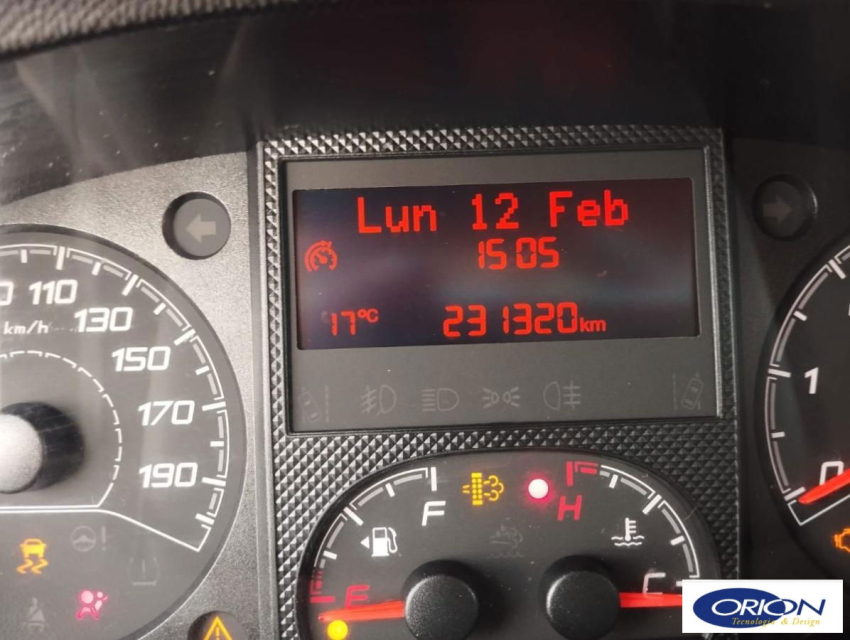 Lun 12 Feb
15 05
17°C 231320km
110
km/h
130
150
170
190
F
H
E
C
1
0
ORION
Tecnologia & Design